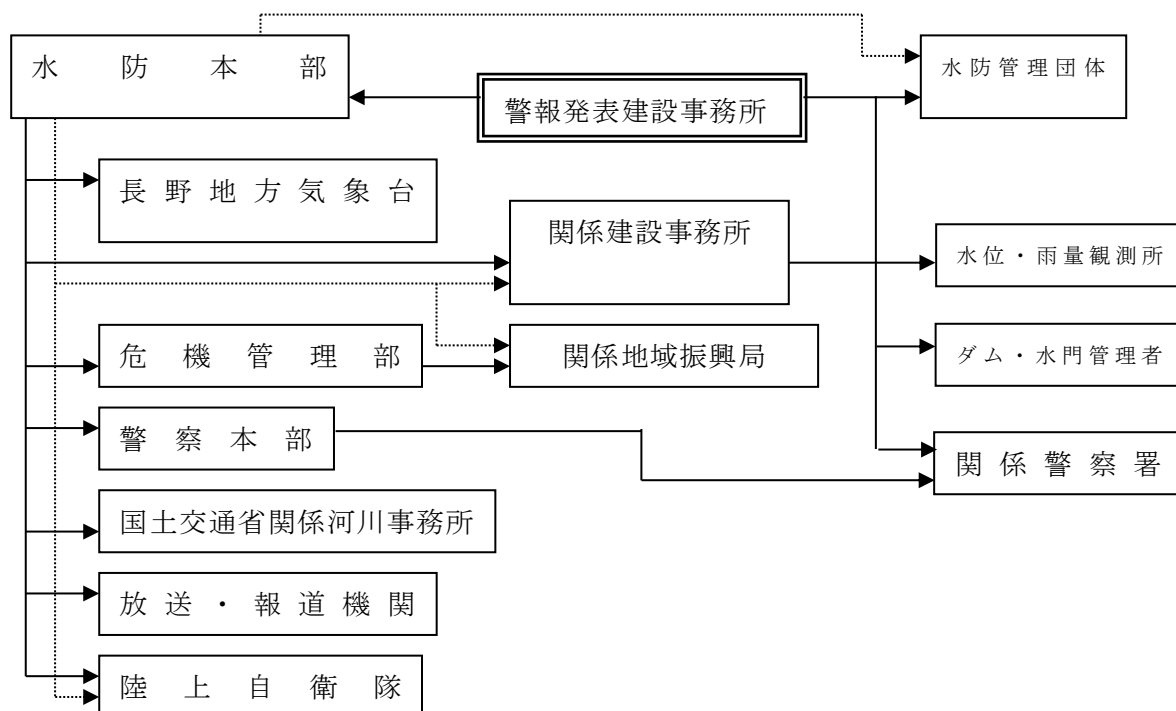 水防本部
水防管理団体
警報発表建設事務所
長野地方気象台
関係建設事務所
水位・雨量観測所
危機管理部
関係地域振興局
ダム・水門管理者
警察本部
関係警察署
国土交通省関係河川事務所
放送・報道機関
陸上自衛隊